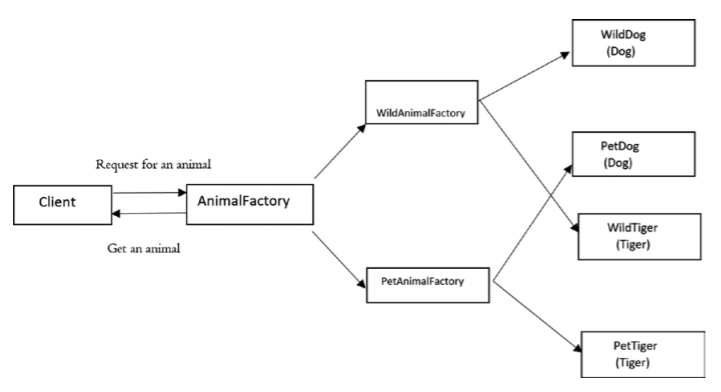 WildDog
(Dog)
WildAnimalFactory
Request for an animal
PetDog
(Dog)
Client
AnimalFactory
WildTiger
(Tiger)
Get an animal
PetAnimalFactory
PetTiger
(Tiger)